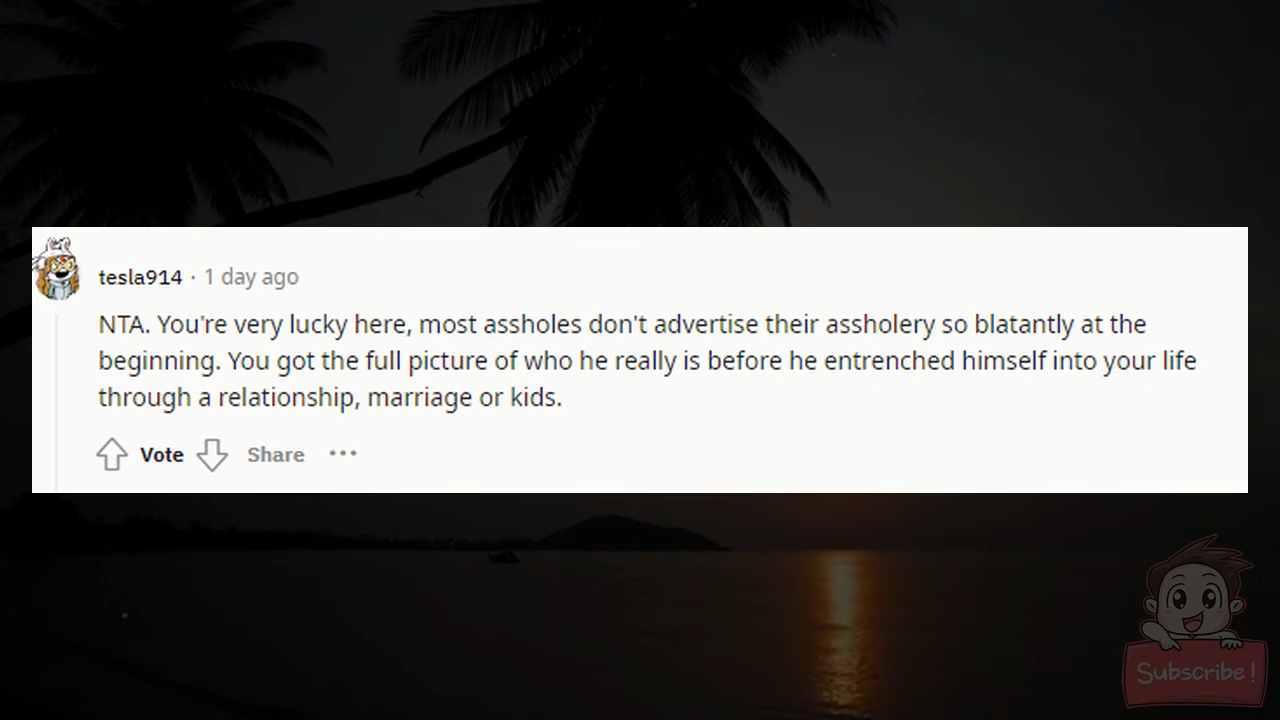 tesla914 · 1 day ago
NTA. You're very lucky here, most assholes don't advertise their assholery so blatantly at the
beginning. You got the full picture of who he really is before he entrenched himself into your life
through a relationship, marriage or kids.
Vote Share •••
Subscribe!